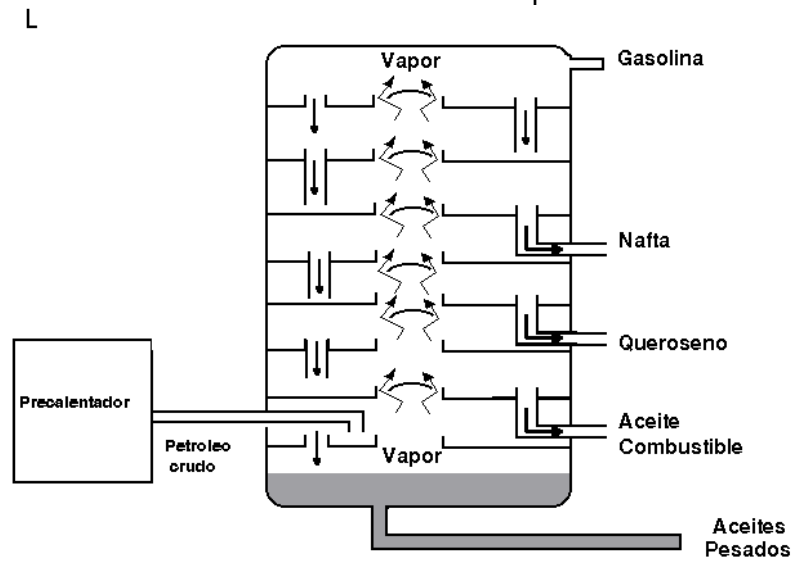 L
Vapor
Gasolina
Nafta
Queroseno
Precalentador
Aceite
Combustible
Petroleo
crudo
Vapor
Aceites
Pesados